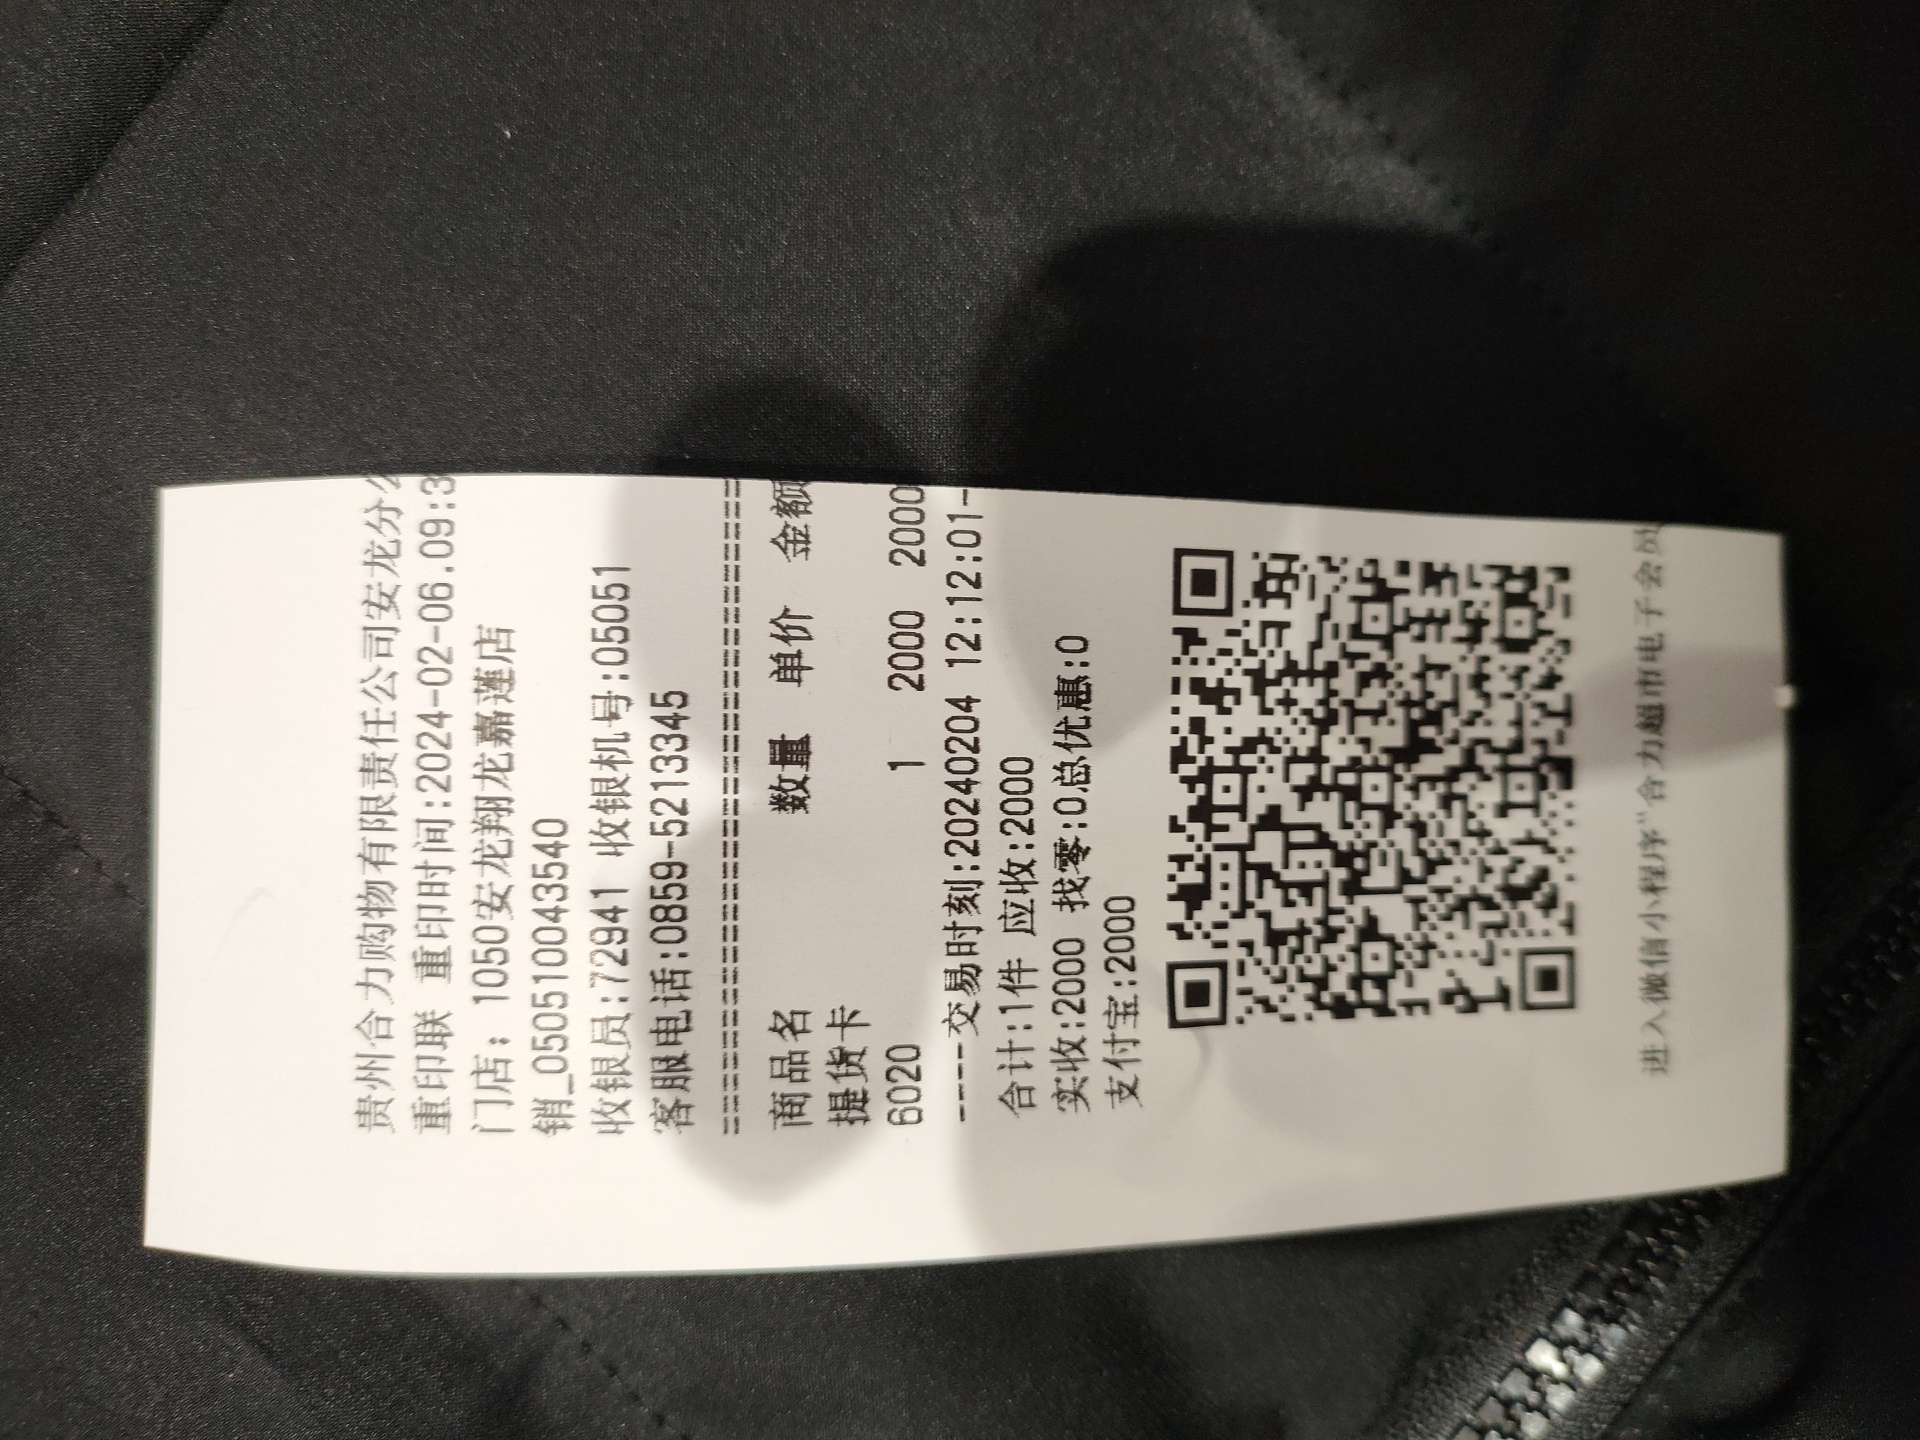 贵州合力购物有限责任公司安龙分
重印联 重印时间:2024-02-06.09:3
门店: 1050安龙翔龙嘉莲店
销_05051004354​0
收银员:72941 收银机号:05051
客服电话:0859-5213345
================================
商品名 数量 单价 金额
提货卡
6020 1 2000 2000
-----交易时刻:20240204 12:12:01-
合计:1件 应收:2000
实收:2000 找零:0总优惠:0
支付宝:2000
进入微信小程序"合力超市电子会员